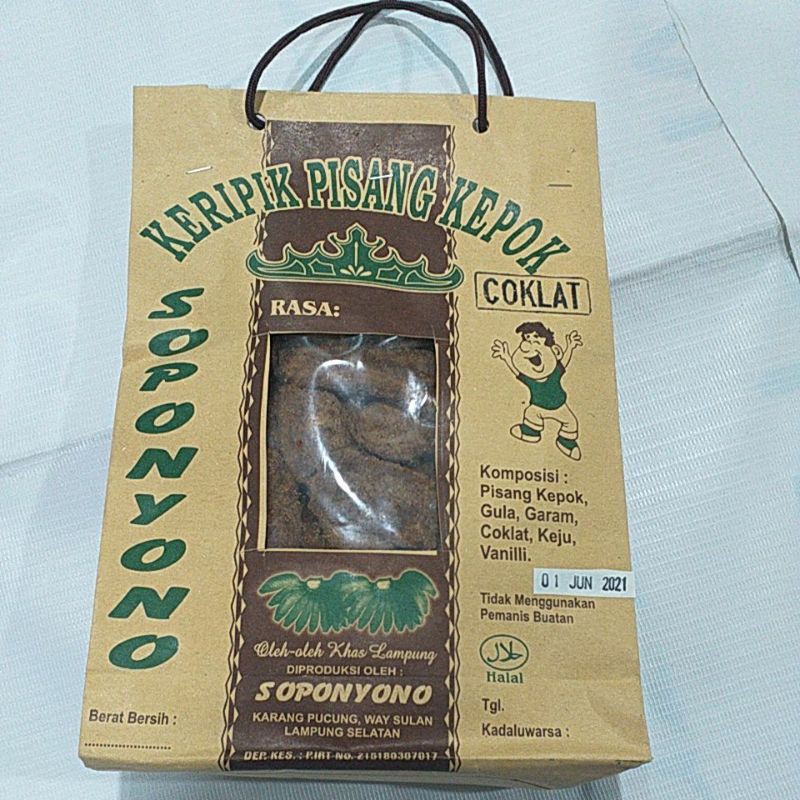 KERIPIK PISANG KEPOK
COKLAT
RASA:
SOPONYONO
Komposisi :
Pisang Kepok,
Gula, Garam,
Coklat, Keju,
Vanilli.
01 JUN 2021
Tidak Menggunakan
Pemanis Buatan
حلال
Halal
Tgl.
Kadaluwarsa :
Oleh-oleh Khas Lampung
DIPRODUKSI OLEH :
SOPONYONO
KARANG PUCUNG, WAY SULAN
LAMPUNG SELATAN
DEP. KES. : P.IRT No. 215180307017
Berat Bersih :